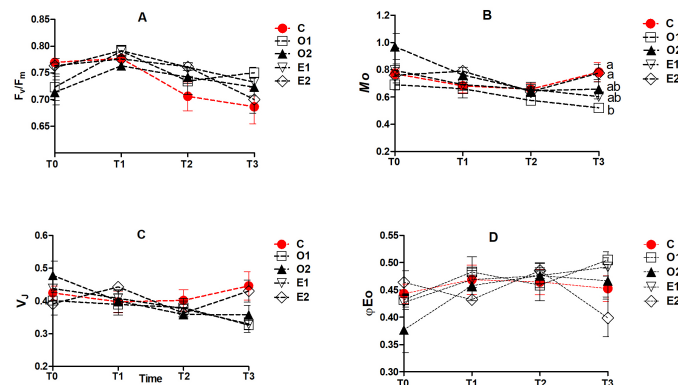 A
Fv/Fm
0.85
0.80
0.75
0.70
0.65
T0 T1 T2 T3
C
O1
O2
E1
E2
B
Mo
1.2
1.0
0.8
0.6
0.4
0.2
T0 T1 T2 T3
a
a
ab
ab
b
C
O1
O2
E1
E2
C
VJ
0.6
0.5
0.4
0.3
0.2
T0 T1 T2 T3
Time
C
O1
O2
E1
E2
D
φEo
0.55
0.50
0.45
0.40
0.35
0.30
T0 T1 T2 T3
C
O1
O2
E1
E2